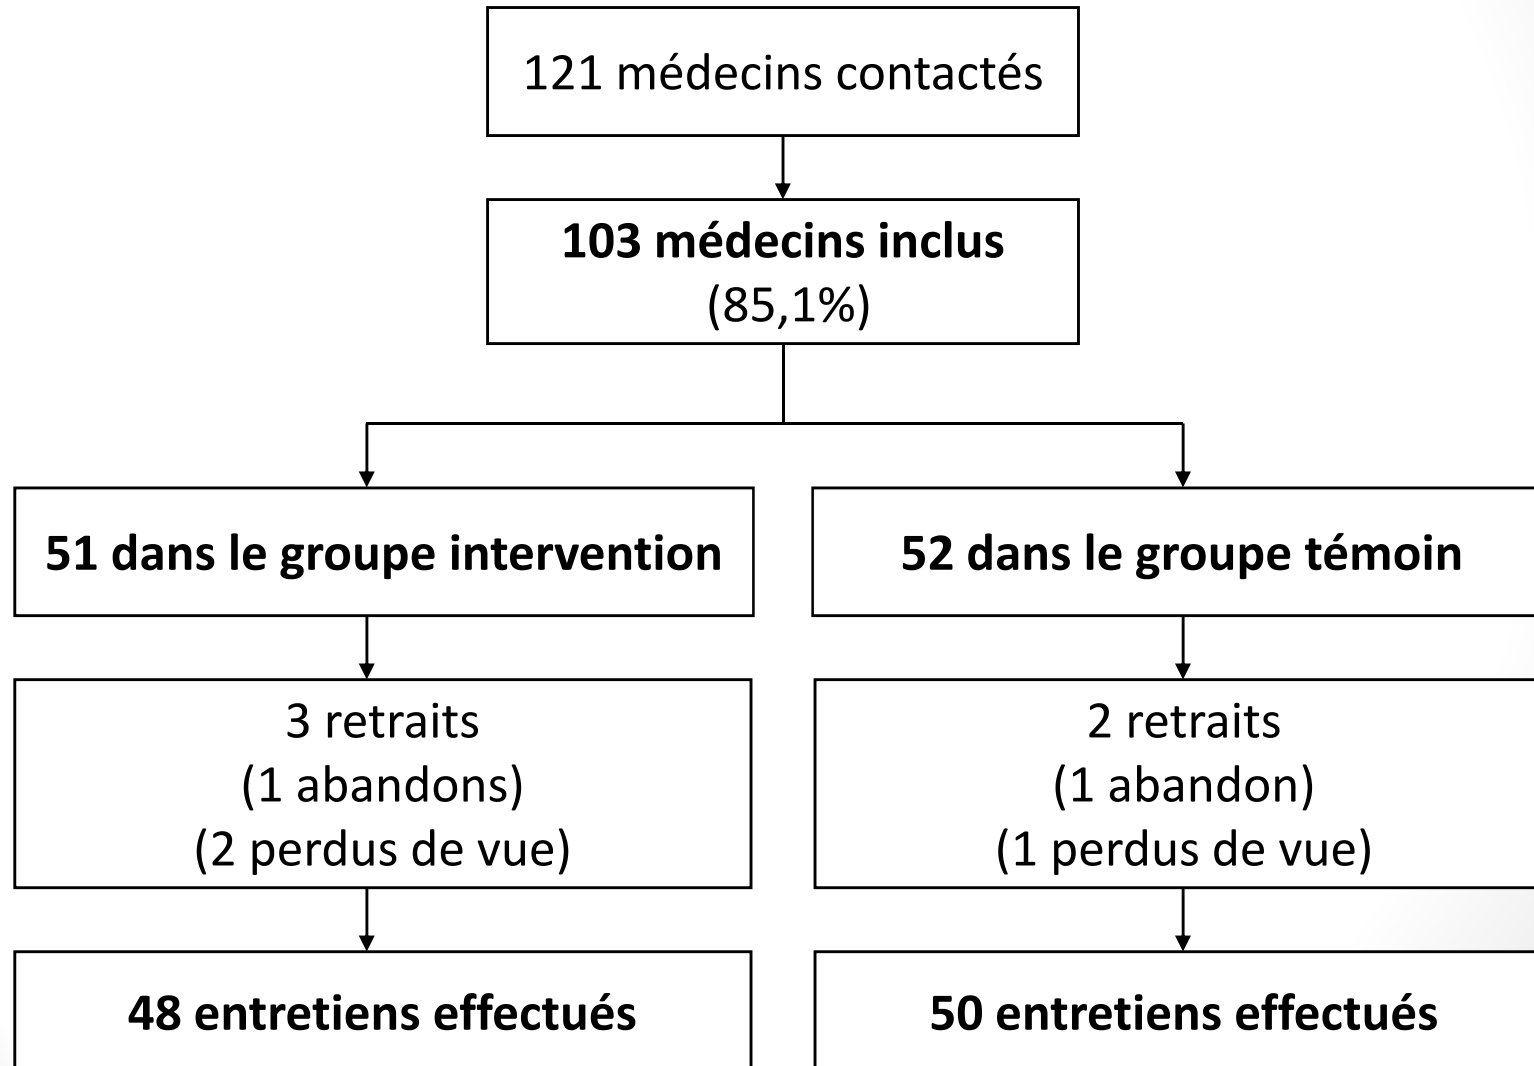 121 médecins contactés
103 médecins inclus
(85,1%)
51 dans le groupe intervention
52 dans le groupe témoin
3 retraits
(1 abandons)
(2 perdus de vue)
2 retraits
(1 abandon)
(1 perdus de vue)
48 entretiens effectués
50 entretiens effectués